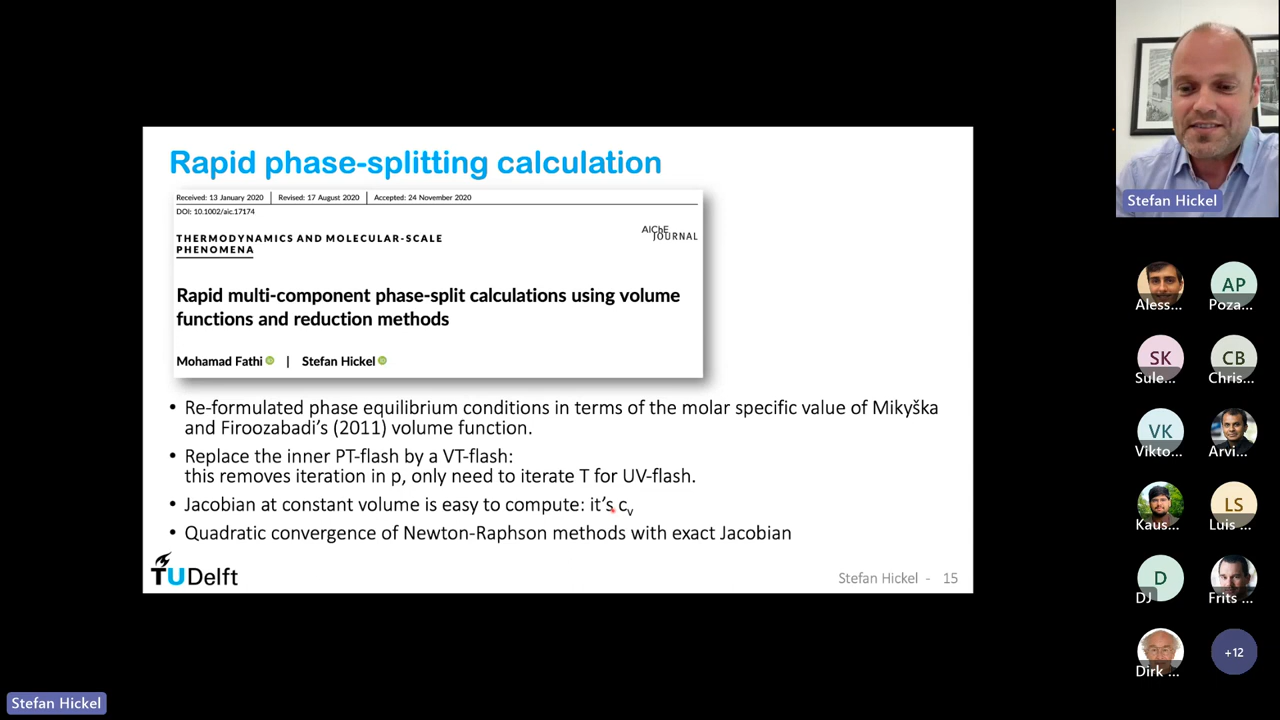 Rapid phase-splitting calculation
Received: 13 January 2020 | Revised: 17 August 2020 | Accepted: 24 November 2020
DOI: 10.1002/aic.17174
THERMODYNAMICS AND MOLECULAR-SCALE
PHENOMENA
AIChE
JOURNAL
Rapid multi-component phase-split calculations using volume
functions and reduction methods
Mohamad Fathi | Stefan Hickel
• Re-formulated phase equilibrium conditions in terms of the molar specific value of Mikyška
and Firoozabadi's (2011) volume function.
• Replace the inner PT-flash by a VT-flash:
this removes iteration in p, only need to iterate T for UV-flash.
• Jacobian at constant volume is easy to compute: it's cv
• Quadratic convergence of Newton-Raphson methods with exact Jacobian
TUDelft
Stefan Hickel - 15
Stefan Hickel
Aless...
AP
Poza...
SK
Sule...
CB
Chris...
VK
Vikto...
Arvi...
Kaus...
LS
Luis ...
D
DJ
Frits ...
Dirk ...
+12
Stefan Hickel